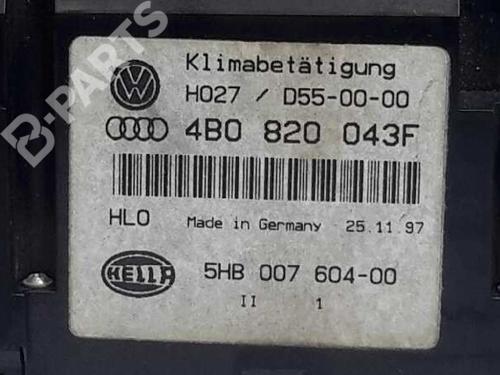 B-PARTS
Klimabetätigung
H027 / D55-00-00
4B0 820 043F
HLO Made in Germany 25.11.97
HELLA 5HB 007 604-00
II 1